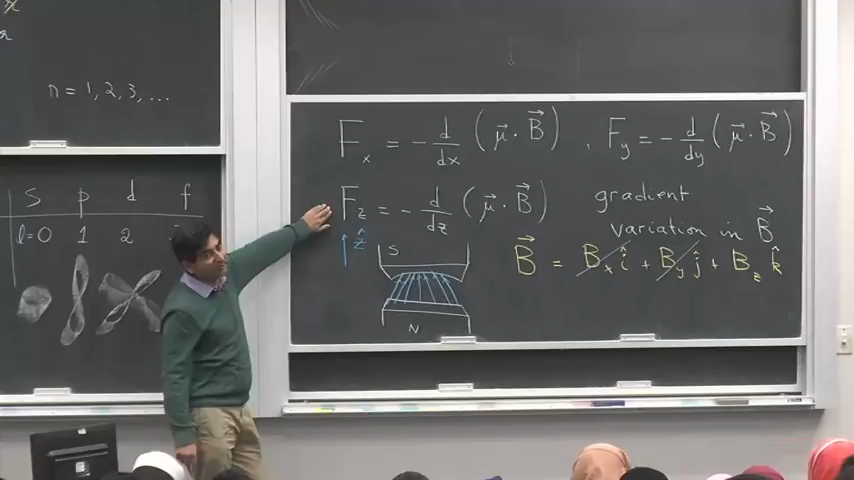 n = 1, 2, 3, ...
s p d f
l=0 1 2
F_x = - d/dx (μ⃗ · B⃗) , F_y = - d/dy (μ⃗ · B⃗)
F_z = - d/dz (μ⃗ · B⃗) gradient
variation in B⃗
ẑ
S
B⃗ = B_x î + B_y ĵ + B_z k̂
N